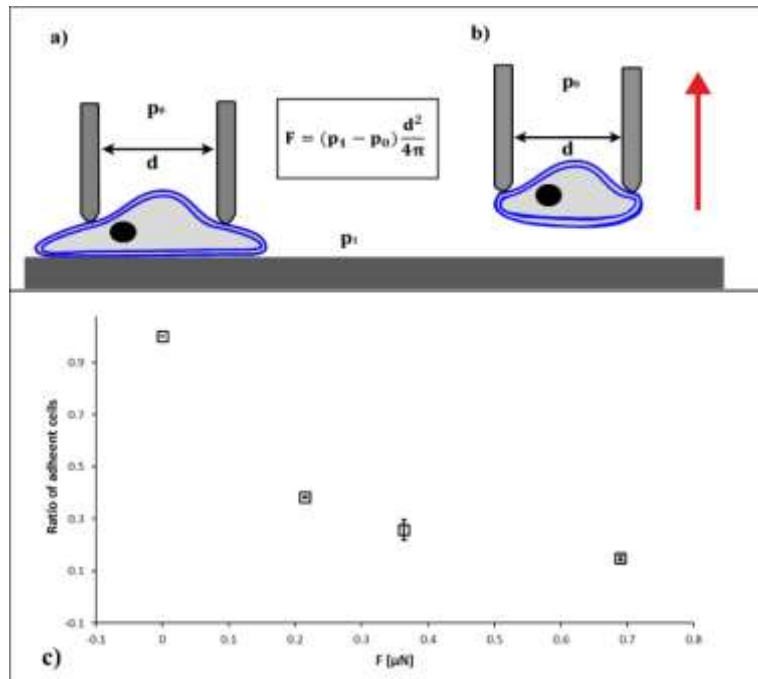 a)
b)
p₀
p₀
d
d
F = (p₁ − p₀) d²/4π
p₁
Ratio of adheent cells
0.9
0.7
0.5
0.3
0.1
-0.1
-0.1
0
0.1
0.2
0.3
0.4
0.5
0.6
0.7
0.8
c)
F [µN]